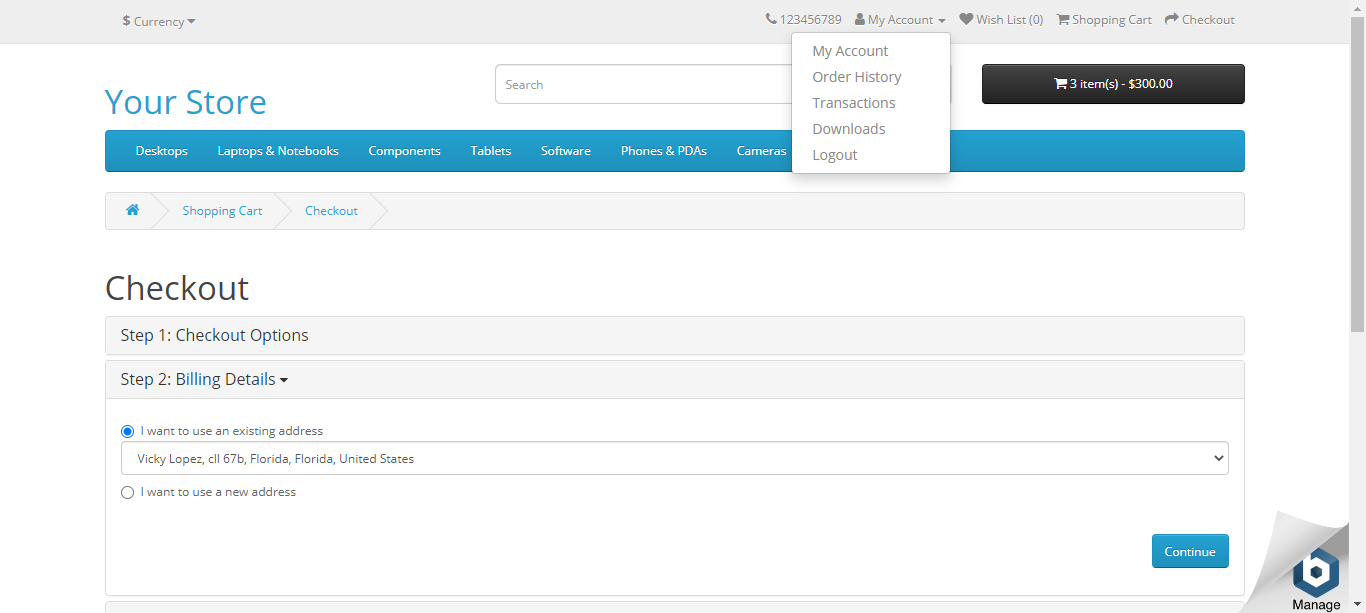 $ Currency
123456789 My Account Wish List (0) Shopping Cart Checkout
My Account
Order History
Transactions
Downloads
Logout
Your Store
Search
3 item(s) - $300.00
Desktops Laptops & Notebooks Components Tablets Software Phones & PDAs Cameras
Shopping Cart Checkout
Checkout
Step 1: Checkout Options
Step 2: Billing Details
I want to use an existing address
Vicky Lopez, cll 67b, Florida, Florida, United States
I want to use a new address
Continue
Manage